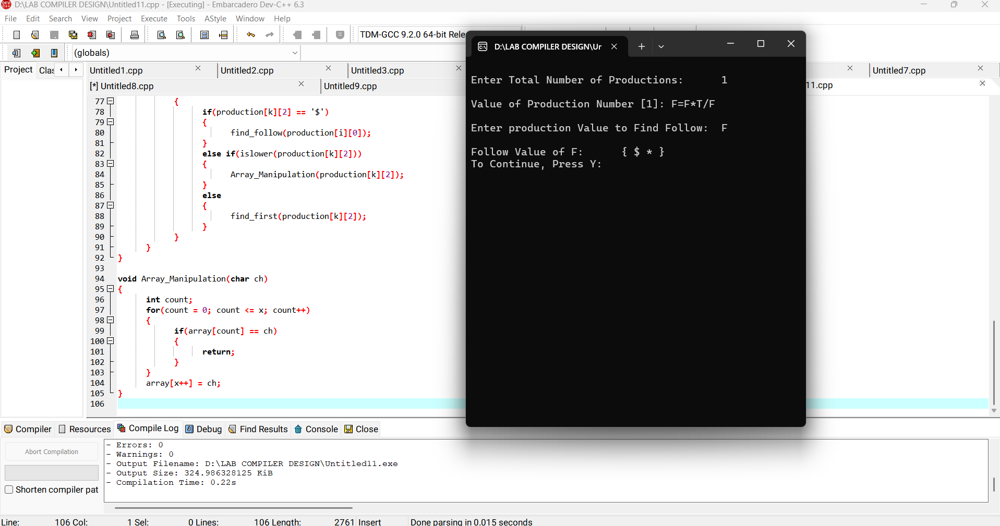 D:\LAB COMPILER DESIGN\Untitled11.cpp - [Executing] - Embarcadero Dev-C++ 6.3
File Edit Search View Project Execute Tools AStyle Window Help
TDM-GCC 9.2.0 64-bit Rele
(globals)
Project Clas
Untitled1.cpp Untitled2.cpp Untitled3.cpp Untitled7.cpp
[*] Untitled8.cpp Untitled9.cpp 11.cpp
77 {
78 if(production[k][2] == '$')
79 {
80 find_follow(production[i][0]);
81 }
82 else if(islower(production[k][2]))
83 {
84 Array_Manipulation(production[k][2]);
85 }
86 else
87 {
88 find_first(production[k][2]);
89 }
90 }
91 }
92 }
93
94 void Array_Manipulation(char ch)
95 {
96 int count;
97 for(count = 0; count <= x; count++)
98 {
99 if(array[count] == ch)
100 {
101 return;
102 }
103 }
104 array[x++] = ch;
105 }
106
D:\LAB COMPILER DESIGN\Ur
Enter Total Number of Productions: 1
Value of Production Number [1]: F=F*T/F
Enter production Value to Find Follow: F
Follow Value of F: { $ * }
To Continue, Press Y:
Compiler Resources Compile Log Debug Find Results Console Close
Abort Compilation
Shorten compiler pat
- Errors: 0
- Warnings: 0
- Output Filename: D:\LAB COMPILER DESIGN\Untitled11.exe
- Output Size: 324.986328125 KiB
- Compilation Time: 0.22s
Line: 106 Col: 1 Sel: 0 Lines: 106 Length: 2761 Insert Done parsing in 0.015 seconds